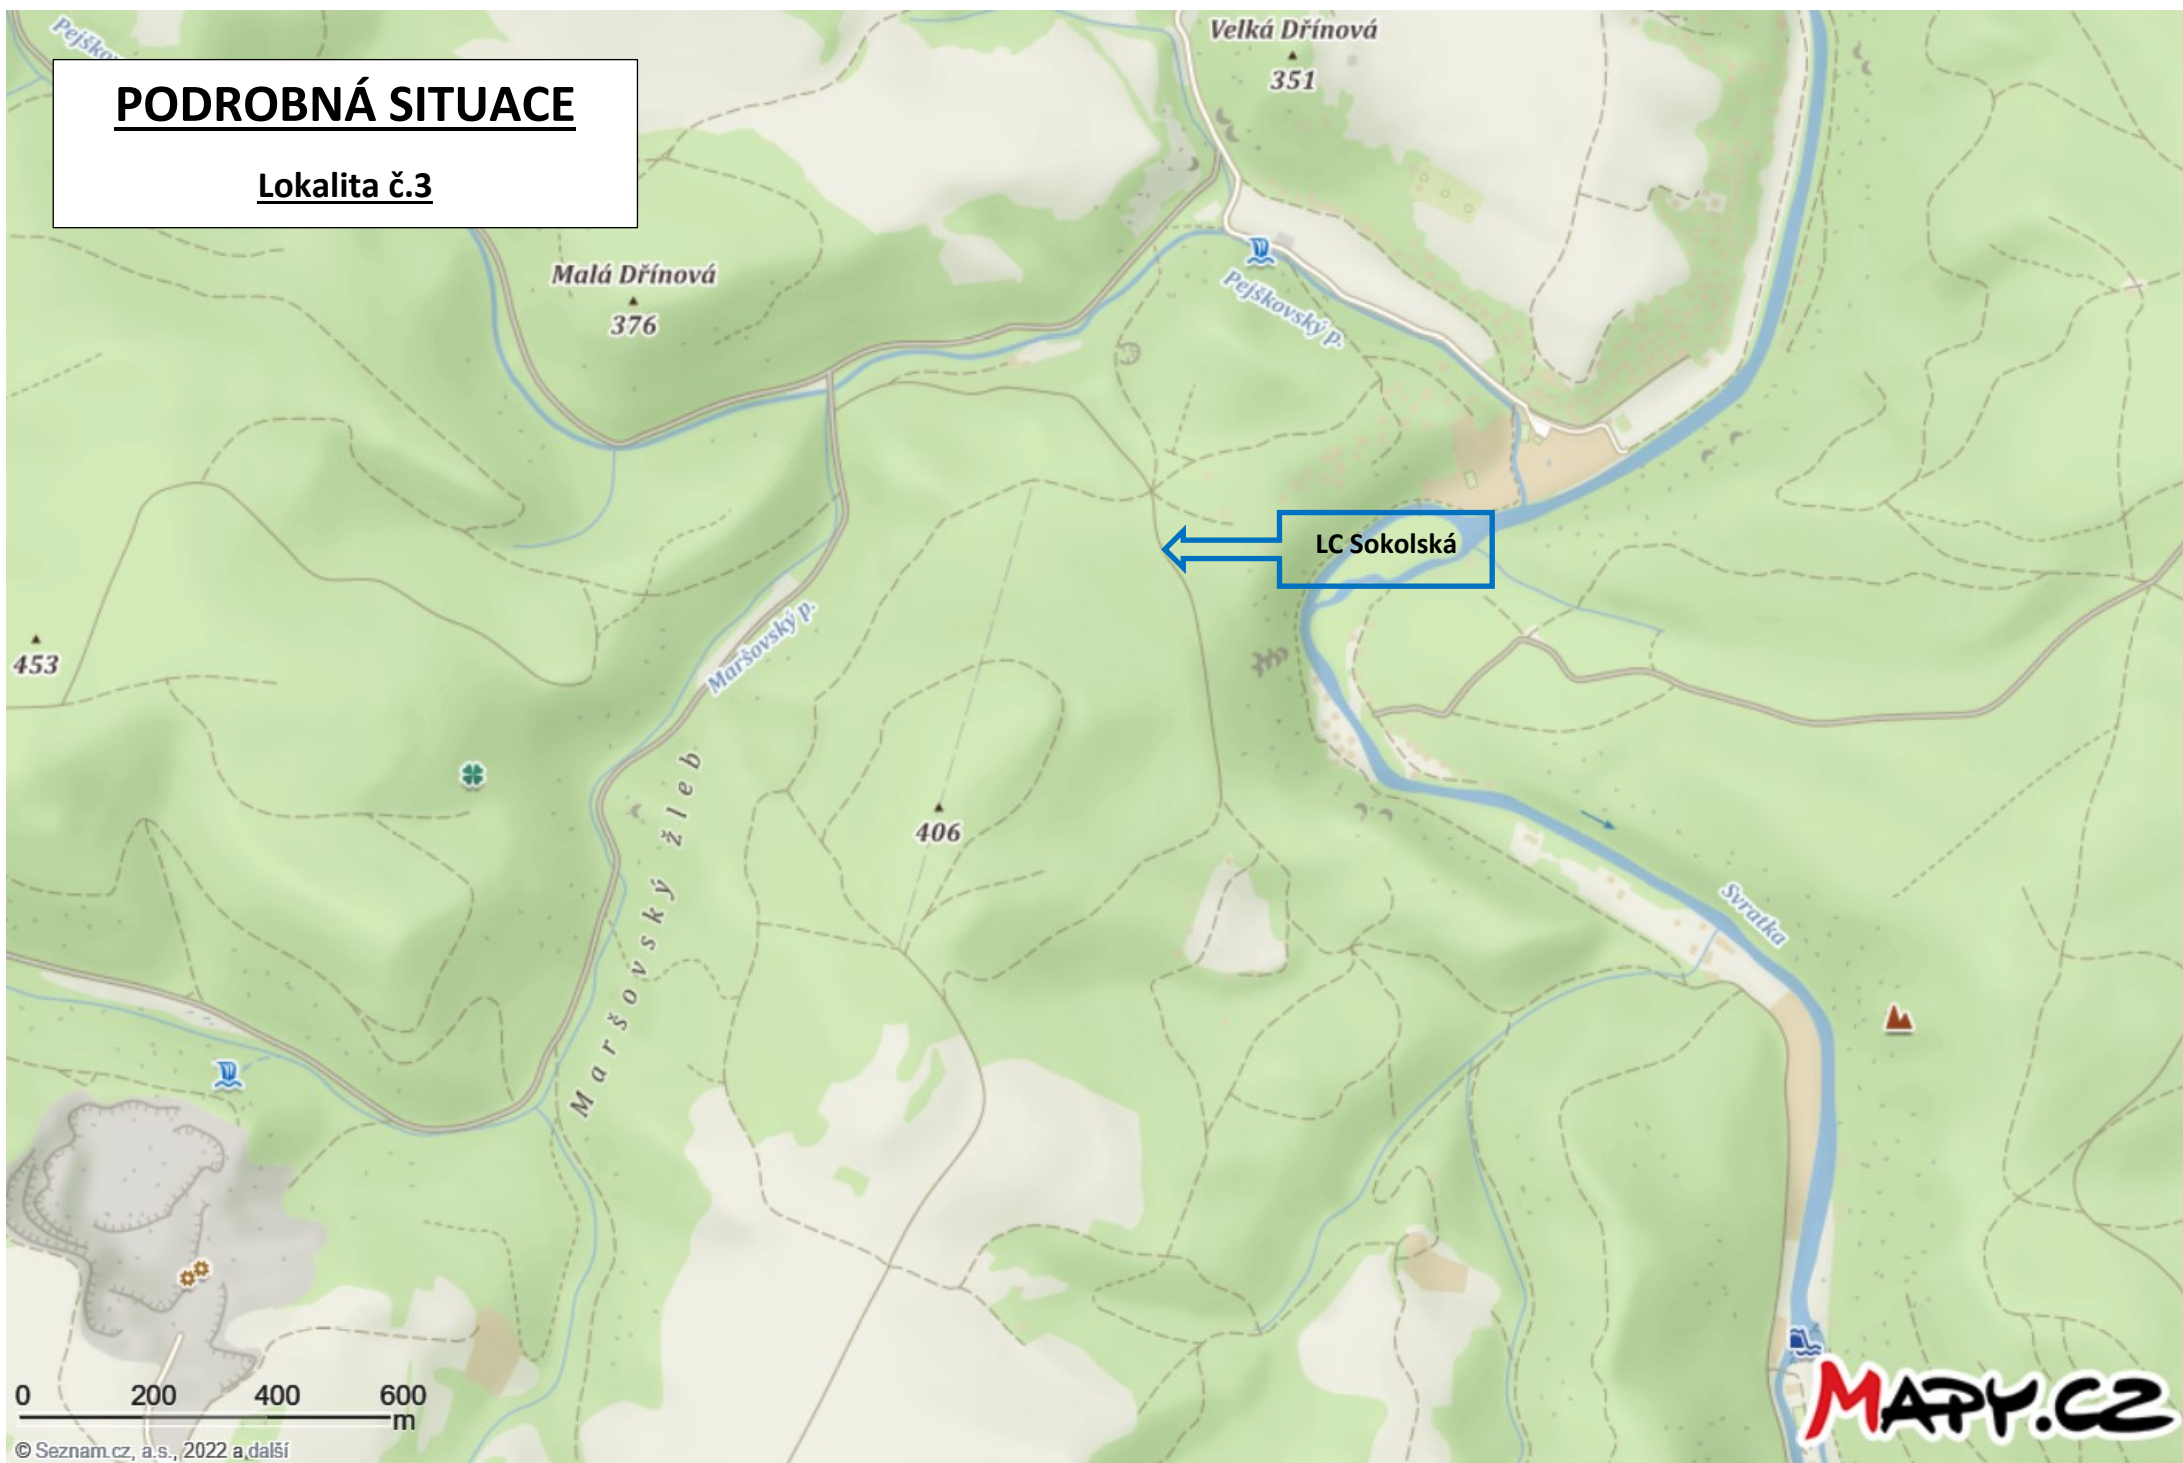 Pejškov
Velká Dřínová
351
PODROBNÁ SITUACE
Lokalita č.3
Malá Dřínová
376
Pejškovský p.
LC Sokolská
Maršovský p.
453
406
Maršovský žleb
Svratka
0 200 400 600
m
© Seznam.cz, a.s., 2022 a další
MAPY.CZ